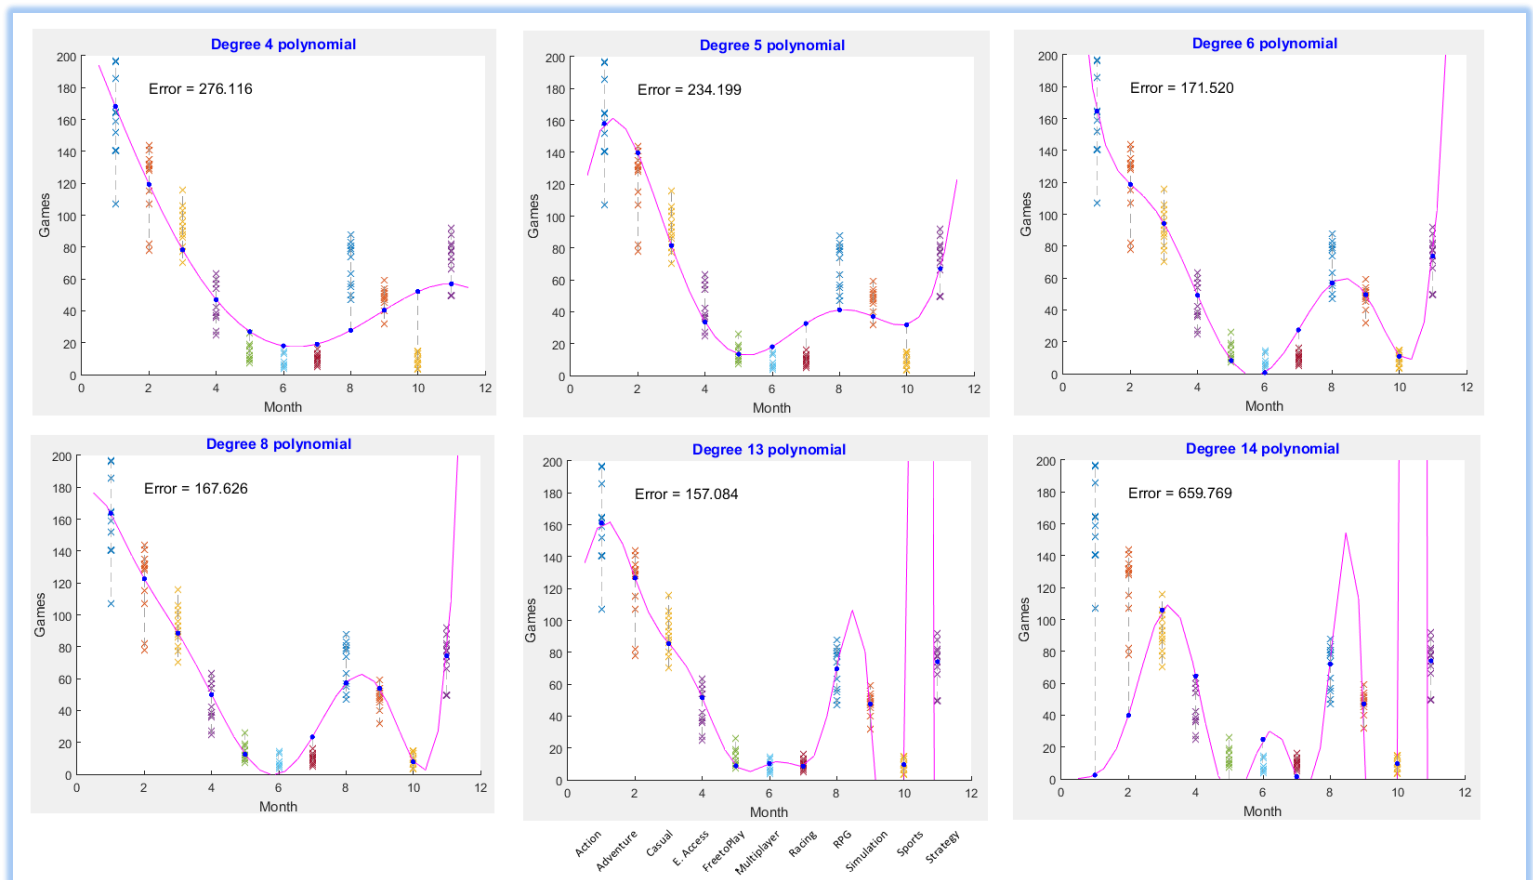 Degree 4 polynomial
Error = 276.116
200
180
160
140
120
100
80
60
40
20
0
Games
0 2 4 6 8 10 12
Month
Degree 5 polynomial
Error = 234.199
200
180
160
140
120
100
80
60
40
20
0
Games
0 2 4 6 8 10 12
Month
Degree 6 polynomial
Error = 171.520
200
180
160
140
120
100
80
60
40
20
0
Games
0 2 4 6 8 10 12
Month
Degree 8 polynomial
Error = 167.626
200
180
160
140
120
100
80
60
40
20
0
Games
0 2 4 6 8 10 12
Month
Degree 13 polynomial
Error = 157.084
200
180
160
140
120
100
80
60
40
20
0
Games
0 2 4 6 8 10 12
Month
Action
Adventure
Casual
E. Access
FreetoPlay
Multiplayer
Racing
RPG
Simulation
Sports
Strategy
Degree 14 polynomial
Error = 659.769
200
180
160
140
120
100
80
60
40
20
0
Games
0 2 4 6 8 10 12
Month